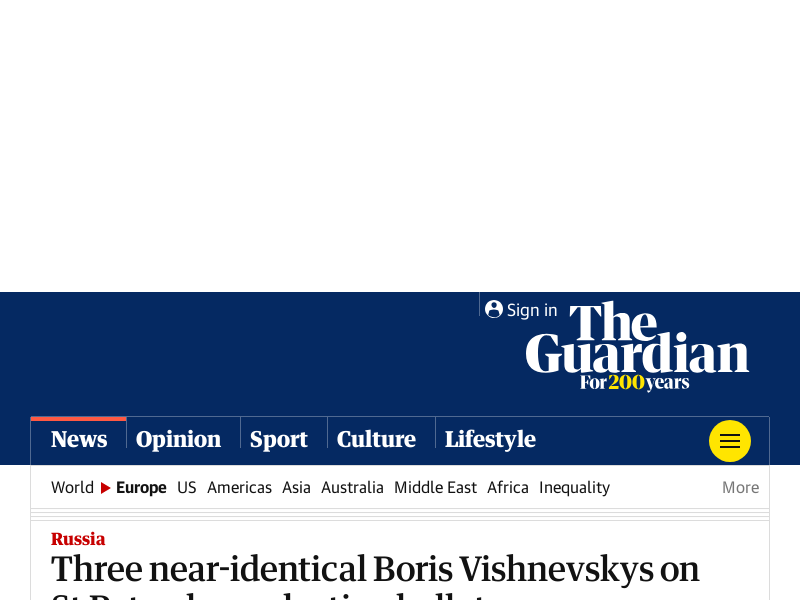 Sign in
The
Guardian
For 200 years
News Opinion Sport Culture Lifestyle
World Europe US Americas Asia Australia Middle East Africa Inequality More
Russia
Three near-identical Boris Vishnevskys on